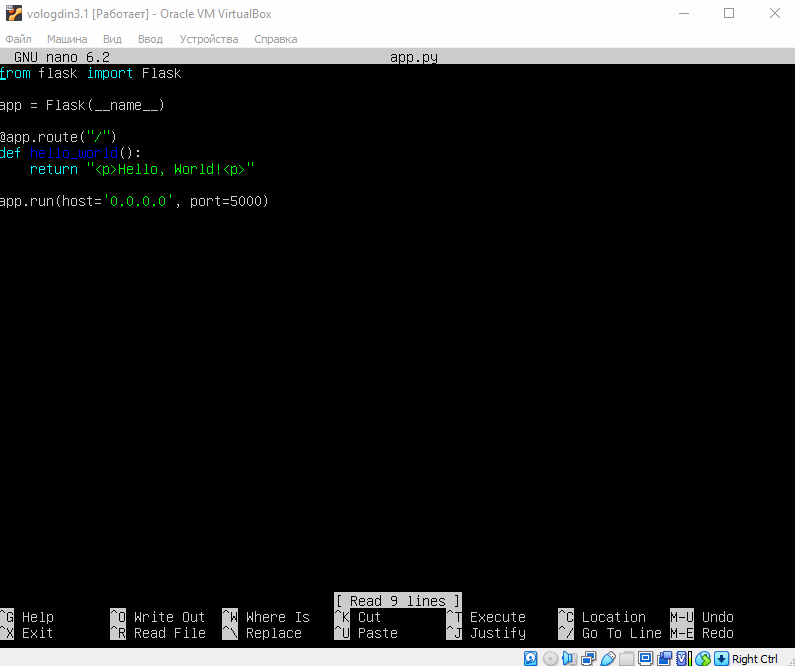 vologdin3.1 [Работает] - Oracle VM VirtualBox
Файл Машина Вид Ввод Устройства Справка
GNU nano 6.2 app.py
from flask import Flask
app = Flask(__name__)
@app.route("/")
def hello_world():
    return "<p>Hello, World!<p>"
app.run(host='0.0.0.0', port=5000)
[ Read 9 lines ]
^G Help ^O Write Out ^W Where Is ^K Cut ^T Execute ^C Location M-U Undo
^X Exit ^R Read File ^\ Replace ^U Paste ^J Justify ^/ Go To Line M-E Redo
Right Ctrl